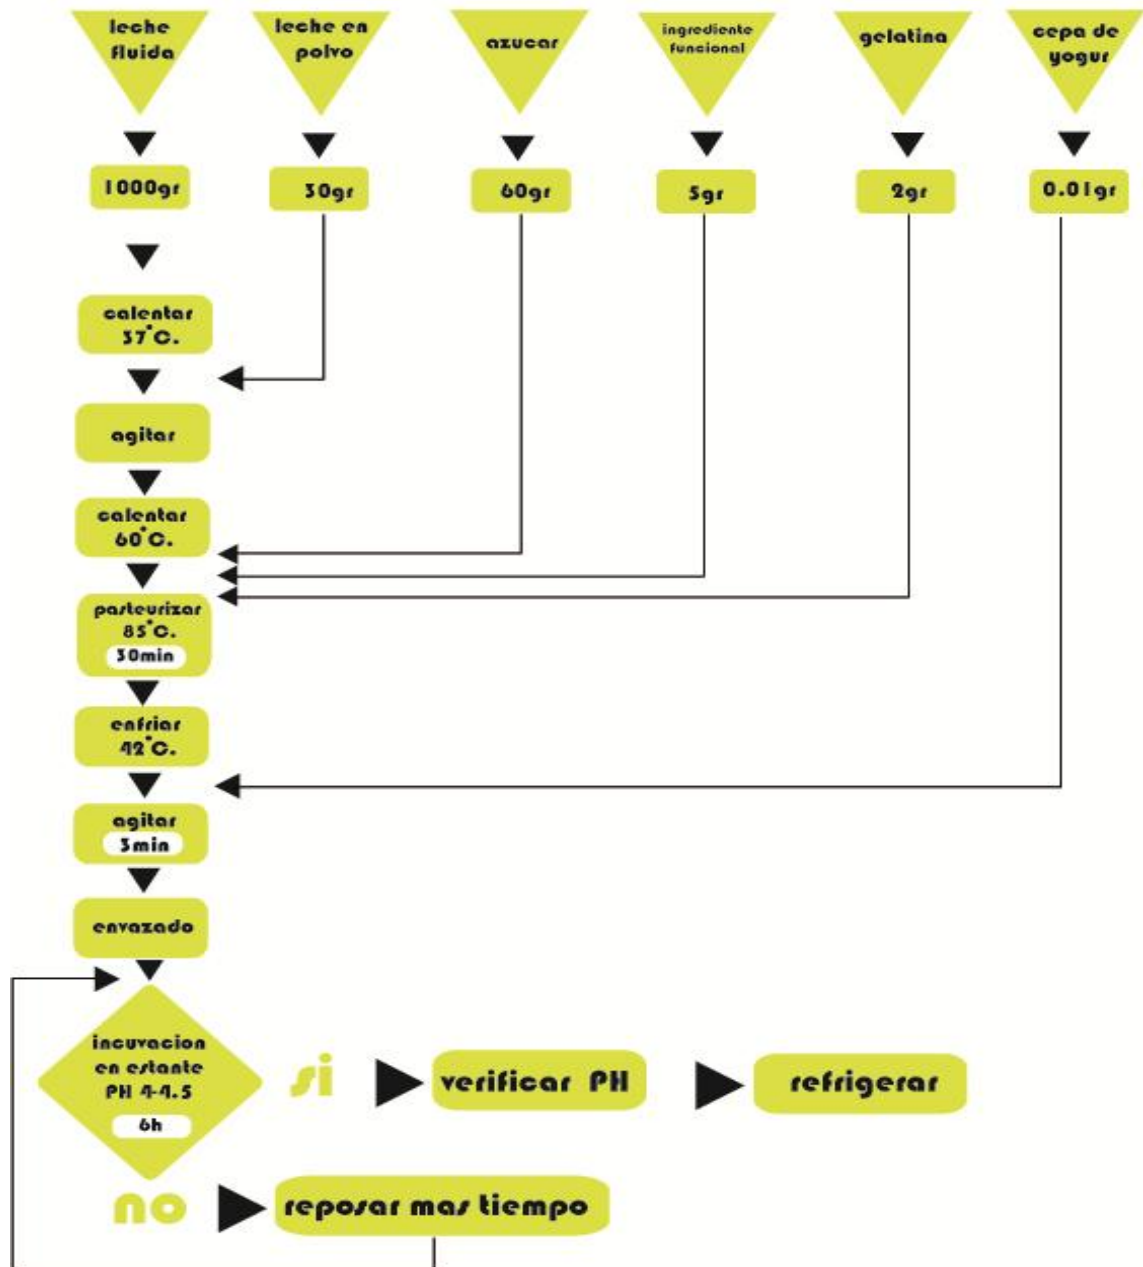 leche
fluida
leche en
polvo
azucar
ingrediente
funcional
gelatina
cepa de
yogur
1000gr
30gr
60gr
5gr
2gr
0.01gr
calentar
37°C.
agitar
calentar
60°C.
pasteurizar
85°C.
30min
enfriar
42°C.
agitar
3min
envazado
incuvacion
en estante
PH 4-4.5
6h
si
verificar PH
refrigerar
no
reposar mas tiempo